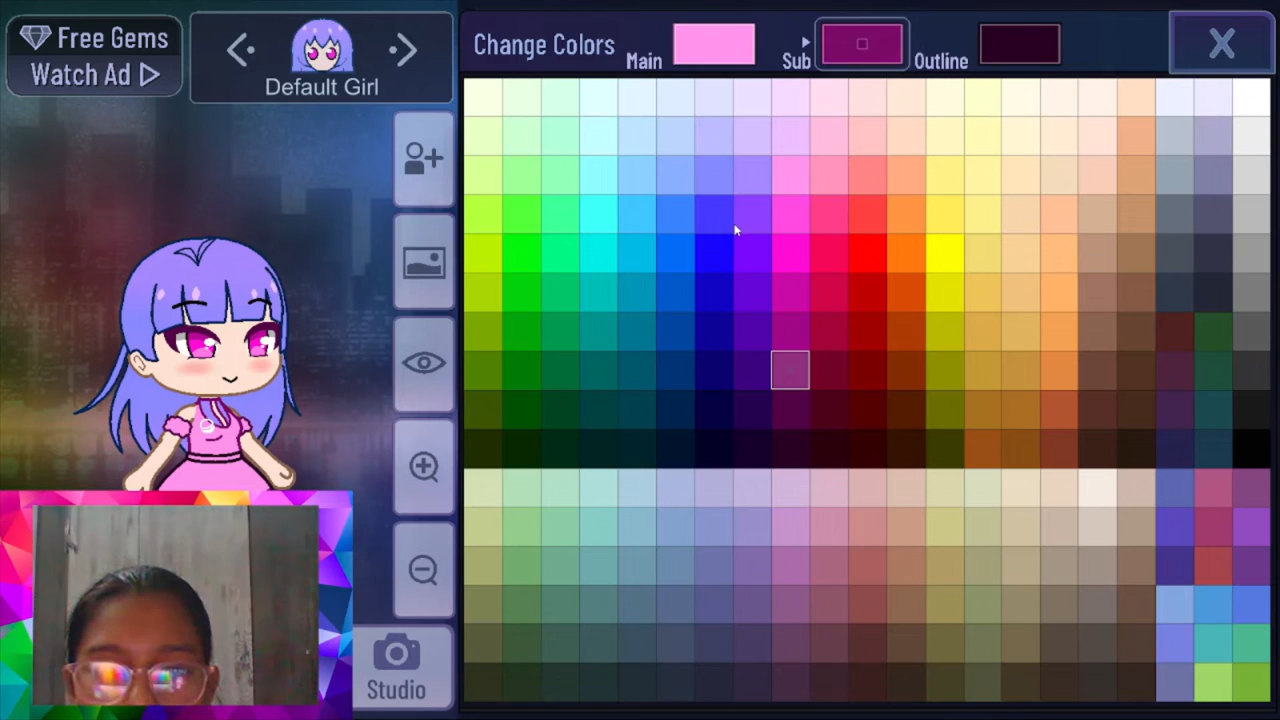 Free Gems
Watch Ad
Default Girl
Change Colors
Main
Sub
Outline
X
Studio